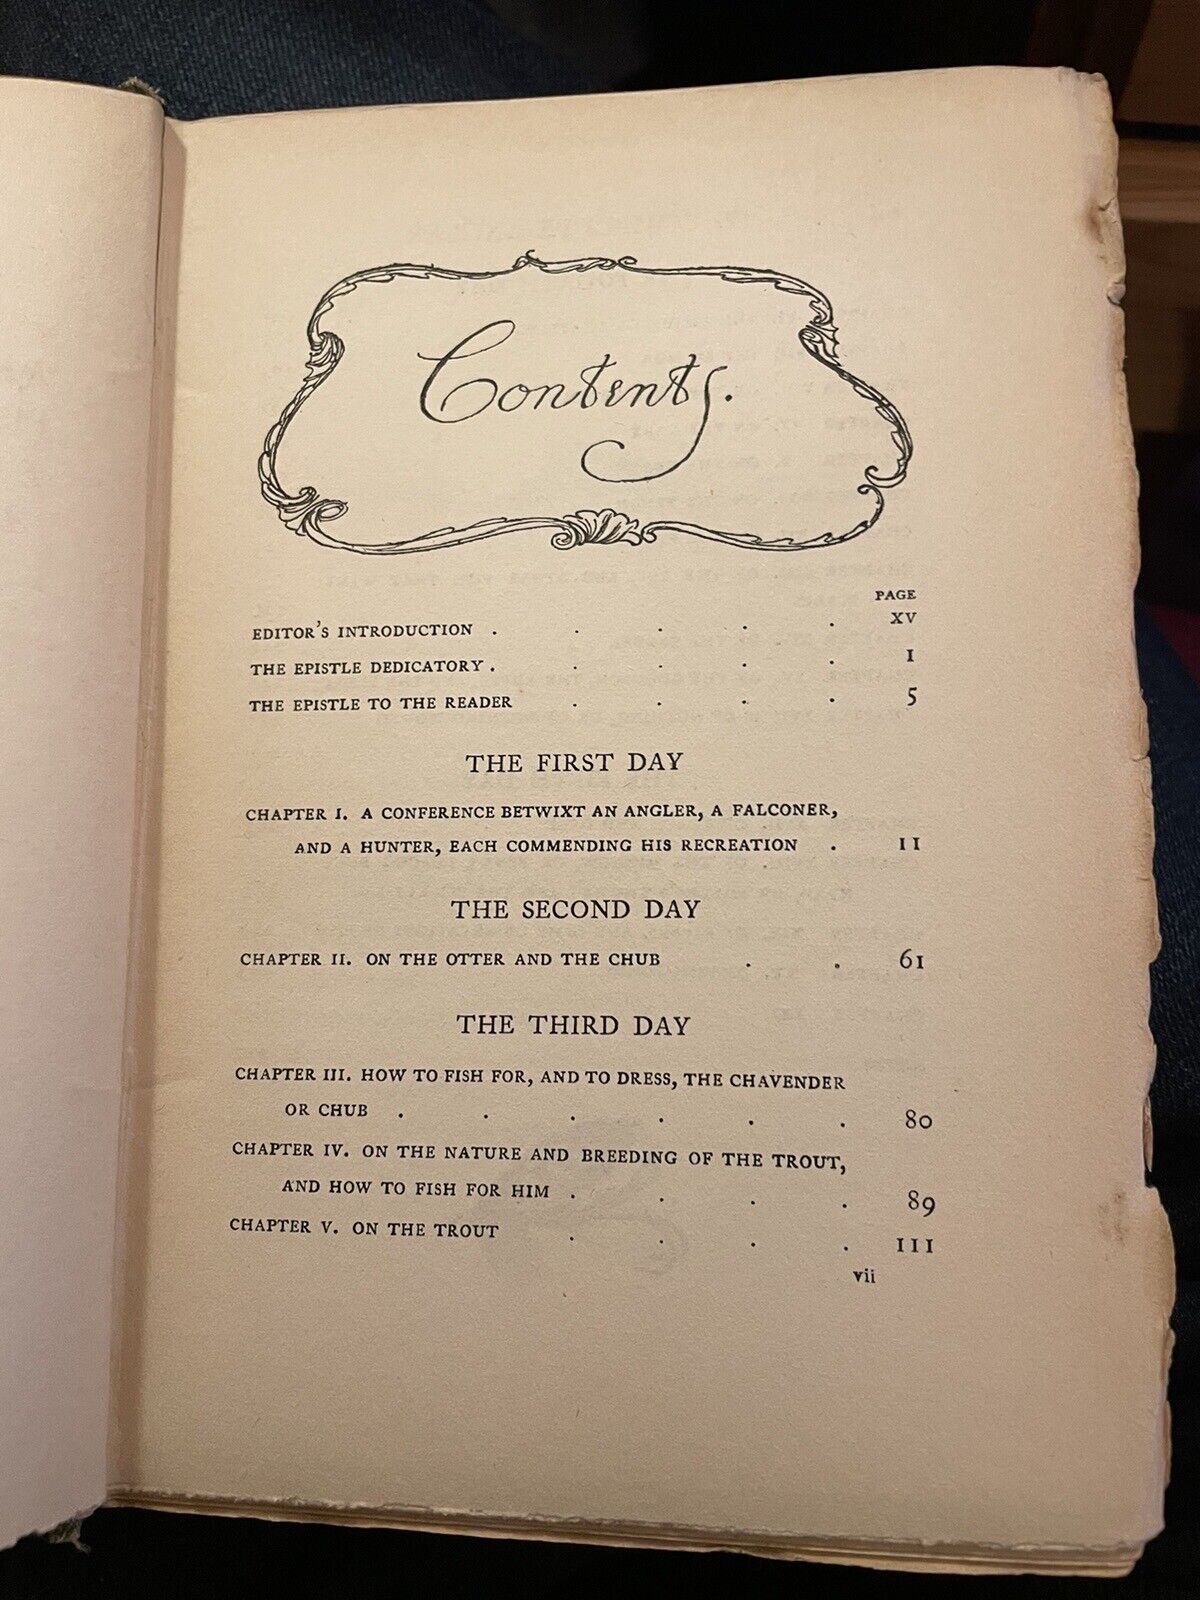 Contents.
PAGE
EDITOR'S INTRODUCTION . . . . . XV
THE EPISTLE DEDICATORY . . . . . I
THE EPISTLE TO THE READER . . . . 5
THE FIRST DAY
CHAPTER I. A CONFERENCE BETWIXT AN ANGLER, A FALCONER,
AND A HUNTER, EACH COMMENDING HIS RECREATION . II
THE SECOND DAY
CHAPTER II. ON THE OTTER AND THE CHUB . . 61
THE THIRD DAY
CHAPTER III. HOW TO FISH FOR, AND TO DRESS, THE CHAVENDER
OR CHUB . . . . . . 80
CHAPTER IV. ON THE NATURE AND BREEDING OF THE TROUT,
AND HOW TO FISH FOR HIM . . . . 89
CHAPTER V. ON THE TROUT . . . . III
vii